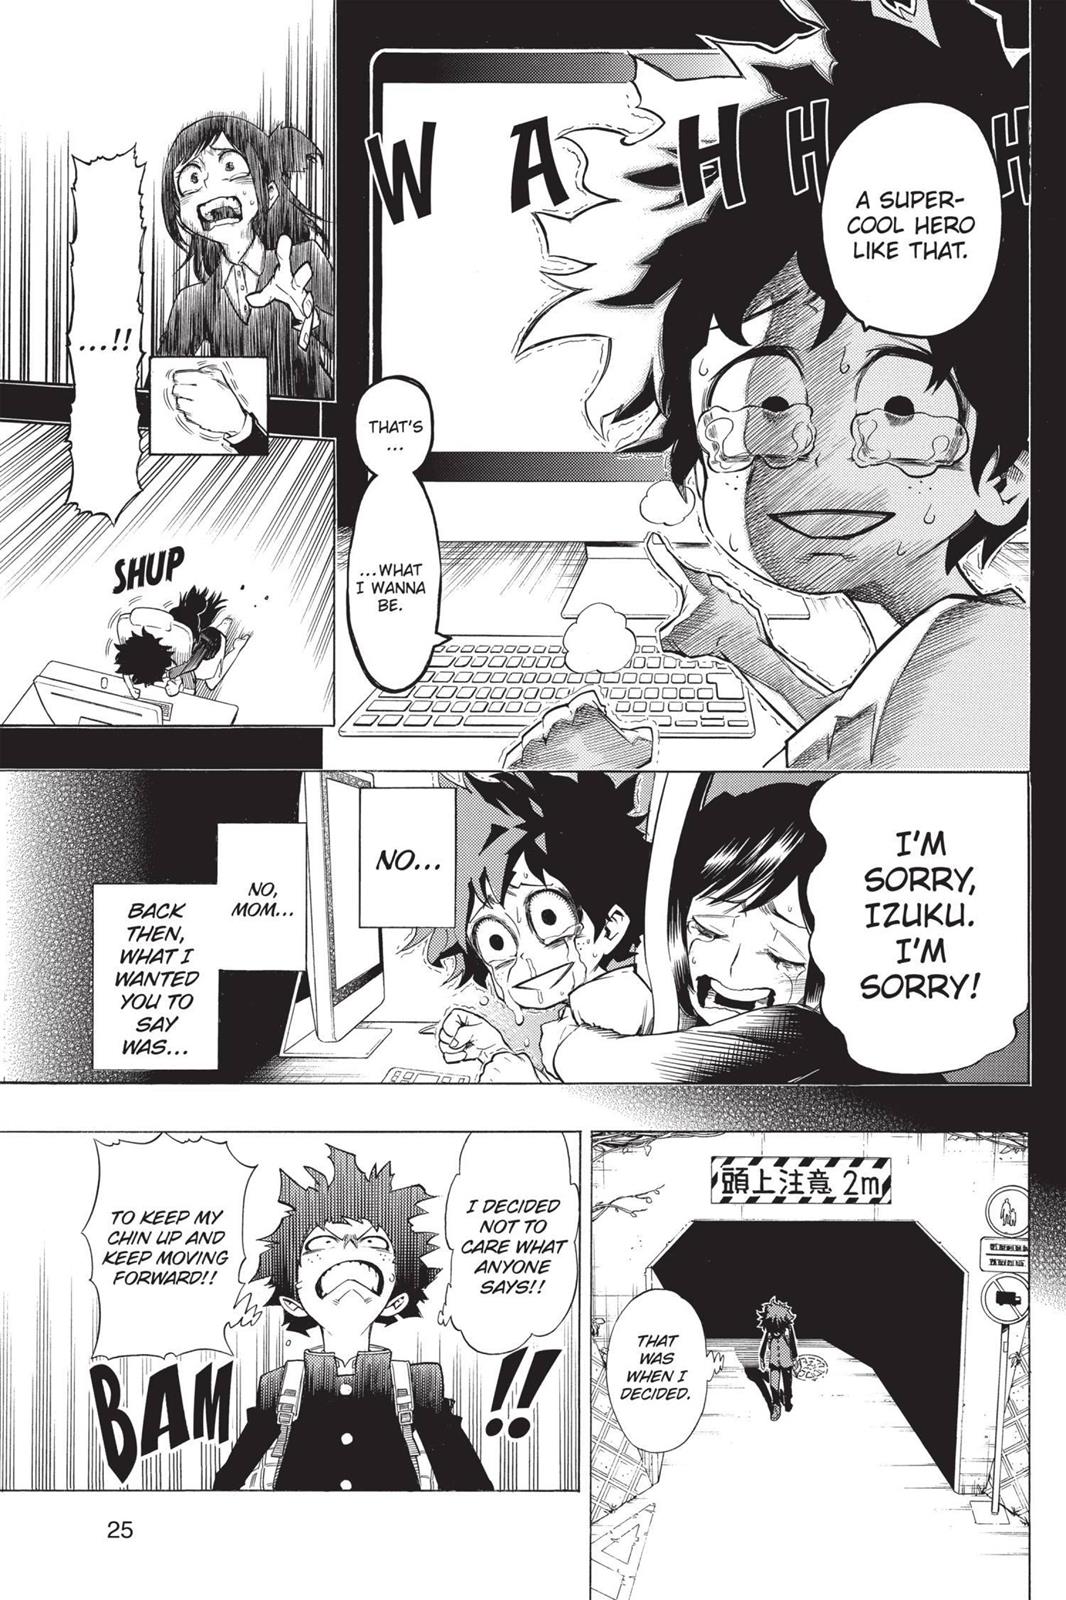 WAHHHH
A SUPER-
COOL HERO
LIKE THAT.
THAT'S
...
...WHAT
I WANNA
BE.
...!!
SHUP
I'M
SORRY,
IZUKU.
I'M
SORRY!
NO...
NO,
MOM...
BACK
THEN,
WHAT I
WANTED
YOU TO
SAY
WAS...
頭上注意 2m
THAT
WAS
WHEN I
DECIDED.
I DECIDED
NOT TO
CARE WHAT
ANYONE
SAYS!!
TO KEEP MY
CHIN UP AND
KEEP MOVING
FORWARD!!
BAM!!
25